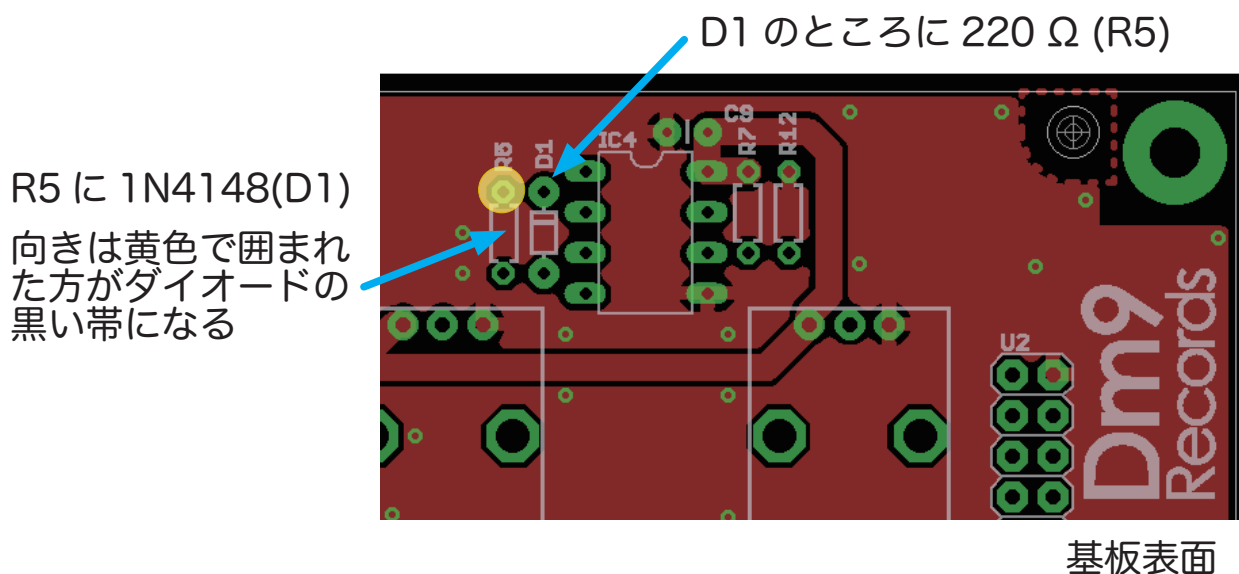 D1 のところに 220 Ω (R5)
R5 に 1N4148(D1)
向きは黄色で囲まれ
た方がダイオードの
黒い帯になる
R5
D1
IC4
C9
R7
R12
U2
Dm9
Records
基板表面